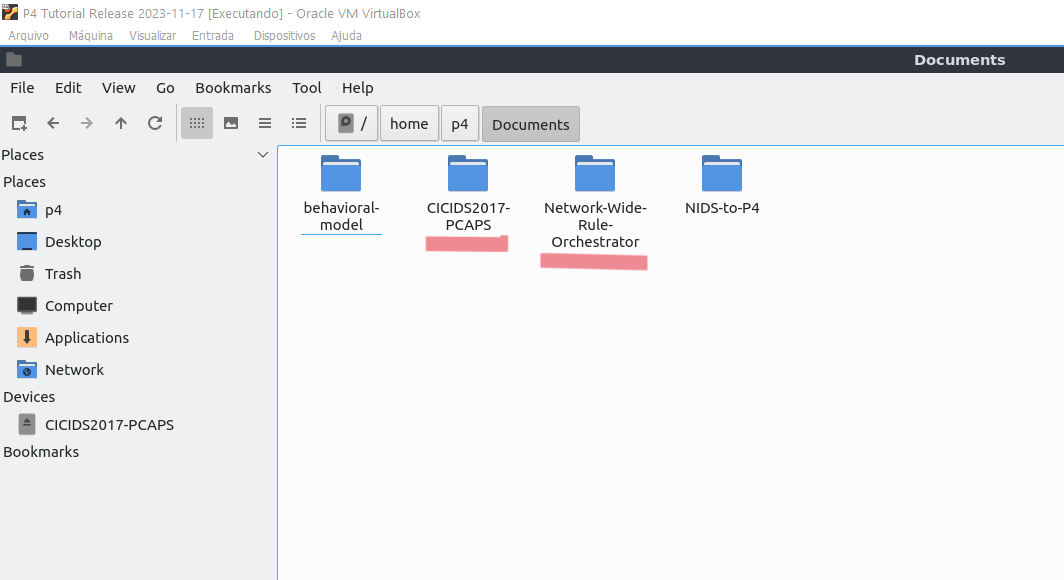 P4 Tutorial Release 2023-11-17 [Executando] - Oracle VM VirtualBox
Arquivo Máquina Visualizar Entrada Dispositivos Ajuda
Documents
File Edit View Go Bookmarks Tool Help
/ home p4 Documents
Places
Places
p4
Desktop
Trash
Computer
Applications
Network
Devices
CICIDS2017-PCAPS
Bookmarks
behavioral-
model
CICIDS2017-
PCAPS
Network-Wide-
Rule-
Orchestrator
NIDS-to-P4